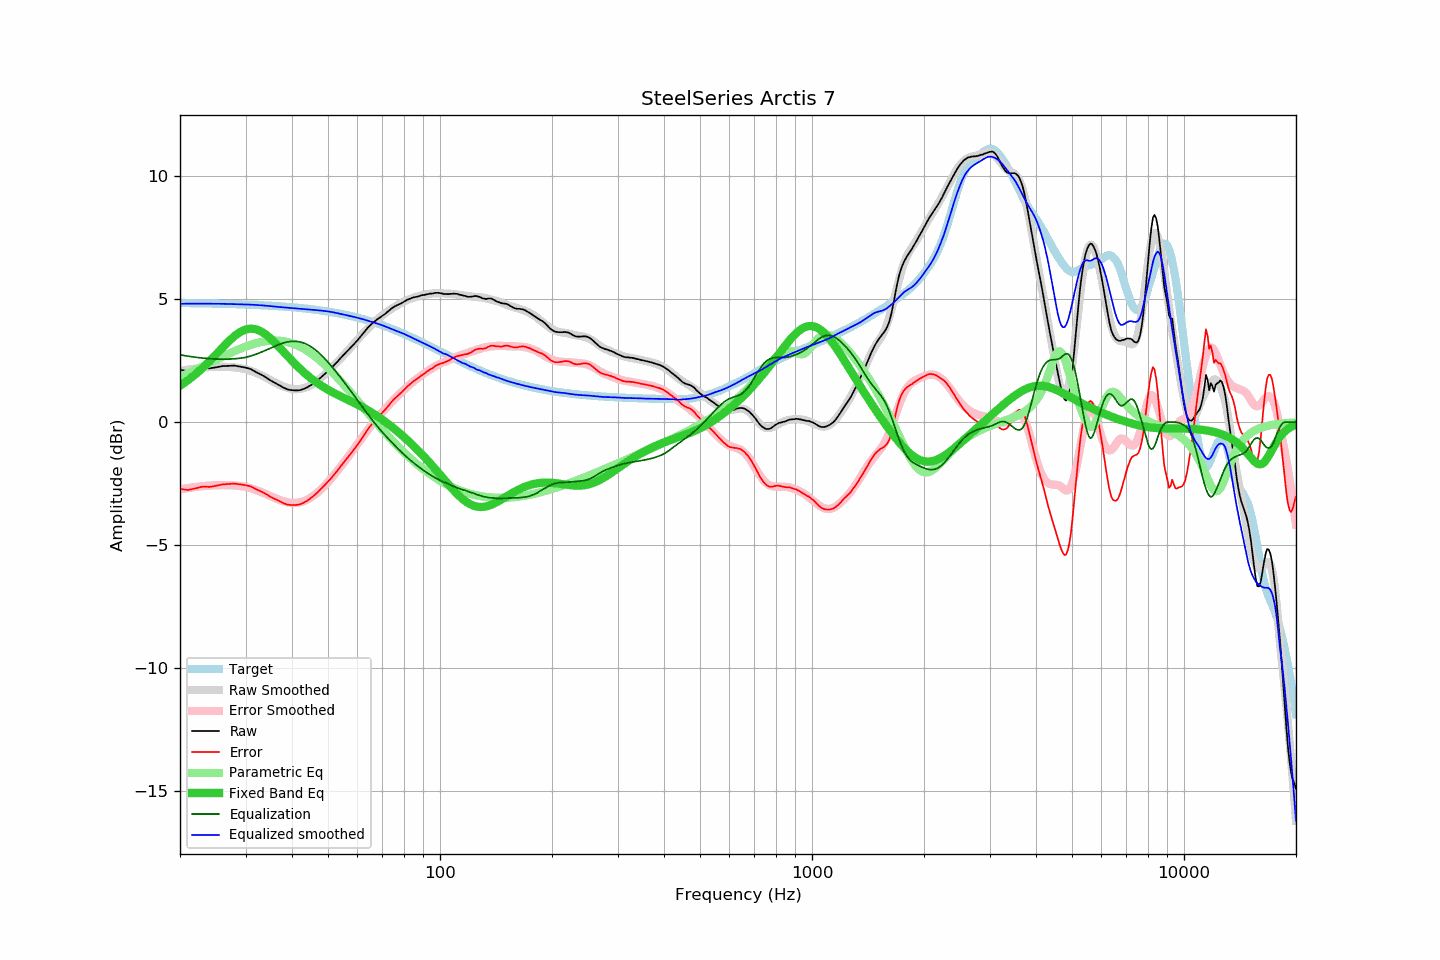 SteelSeries Arctis 7
Amplitude (dBr)
10
5
0
−5
−10
−15
Target
Raw Smoothed
Error Smoothed
Raw
Error
Parametric Eq
Fixed Band Eq
Equalization
Equalized smoothed
100
1000
10000
Frequency (Hz)